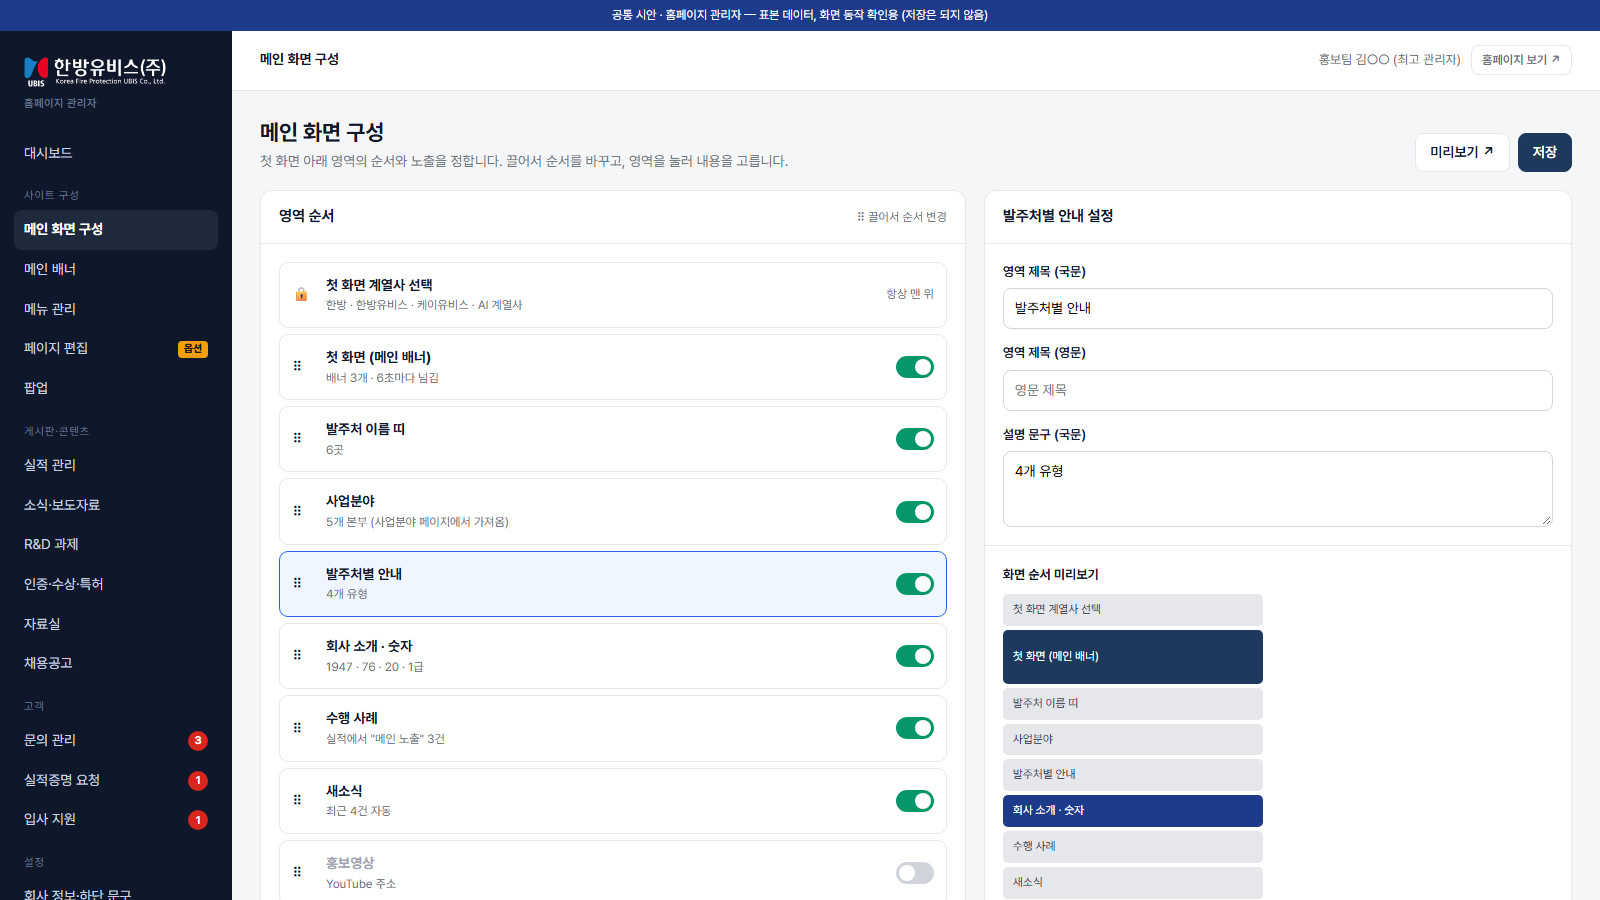 공통 시안 · 홈페이지 관리자 — 표본 데이터, 화면 동작 확인용 (저장은 되지 않음)
UBIS
한방유비스(주)
Korea Fire Protection UBIS Co., Ltd.
홈페이지 관리자
대시보드
사이트 구성
메인 화면 구성
메인 배너
메뉴 관리
페이지 편집
옵션
팝업
게시판·콘텐츠
실적 관리
소식·보도자료
R&D 과제
인증·수상·특허
자료실
채용공고
고객
문의 관리
3
실적증명 요청
1
입사 지원
1
설정
회사 정보·하단 문구
메인 화면 구성
홍보팀 김○○ (최고 관리자)
홈페이지 보기 ↗
메인 화면 구성
첫 화면 아래 영역의 순서와 노출을 정합니다. 끌어서 순서를 바꾸고, 영역을 눌러 내용을 고릅니다.
미리보기 ↗
저장
영역 순서
⠿ 끌어서 순서 변경
첫 화면 계열사 선택
한방 · 한방유비스 · 케이유비스 · AI 계열사
항상 맨 위
첫 화면 (메인 배너)
배너 3개 · 6초마다 넘김
발주처 이름 띠
6곳
사업분야
5개 본부 (사업분야 페이지에서 가져옴)
발주처별 안내
4개 유형
회사 소개 · 숫자
1947 · 76 · 20 · 1급
수행 사례
실적에서 "메인 노출" 3건
새소식
최근 4건 자동
홍보영상
YouTube 주소
발주처별 안내 설정
영역 제목 (국문)
발주처별 안내
영역 제목 (영문)
영문 제목
설명 문구 (국문)
4개 유형
화면 순서 미리보기
첫 화면 계열사 선택
첫 화면 (메인 배너)
발주처 이름 띠
사업분야
발주처별 안내
회사 소개 · 숫자
수행 사례
새소식